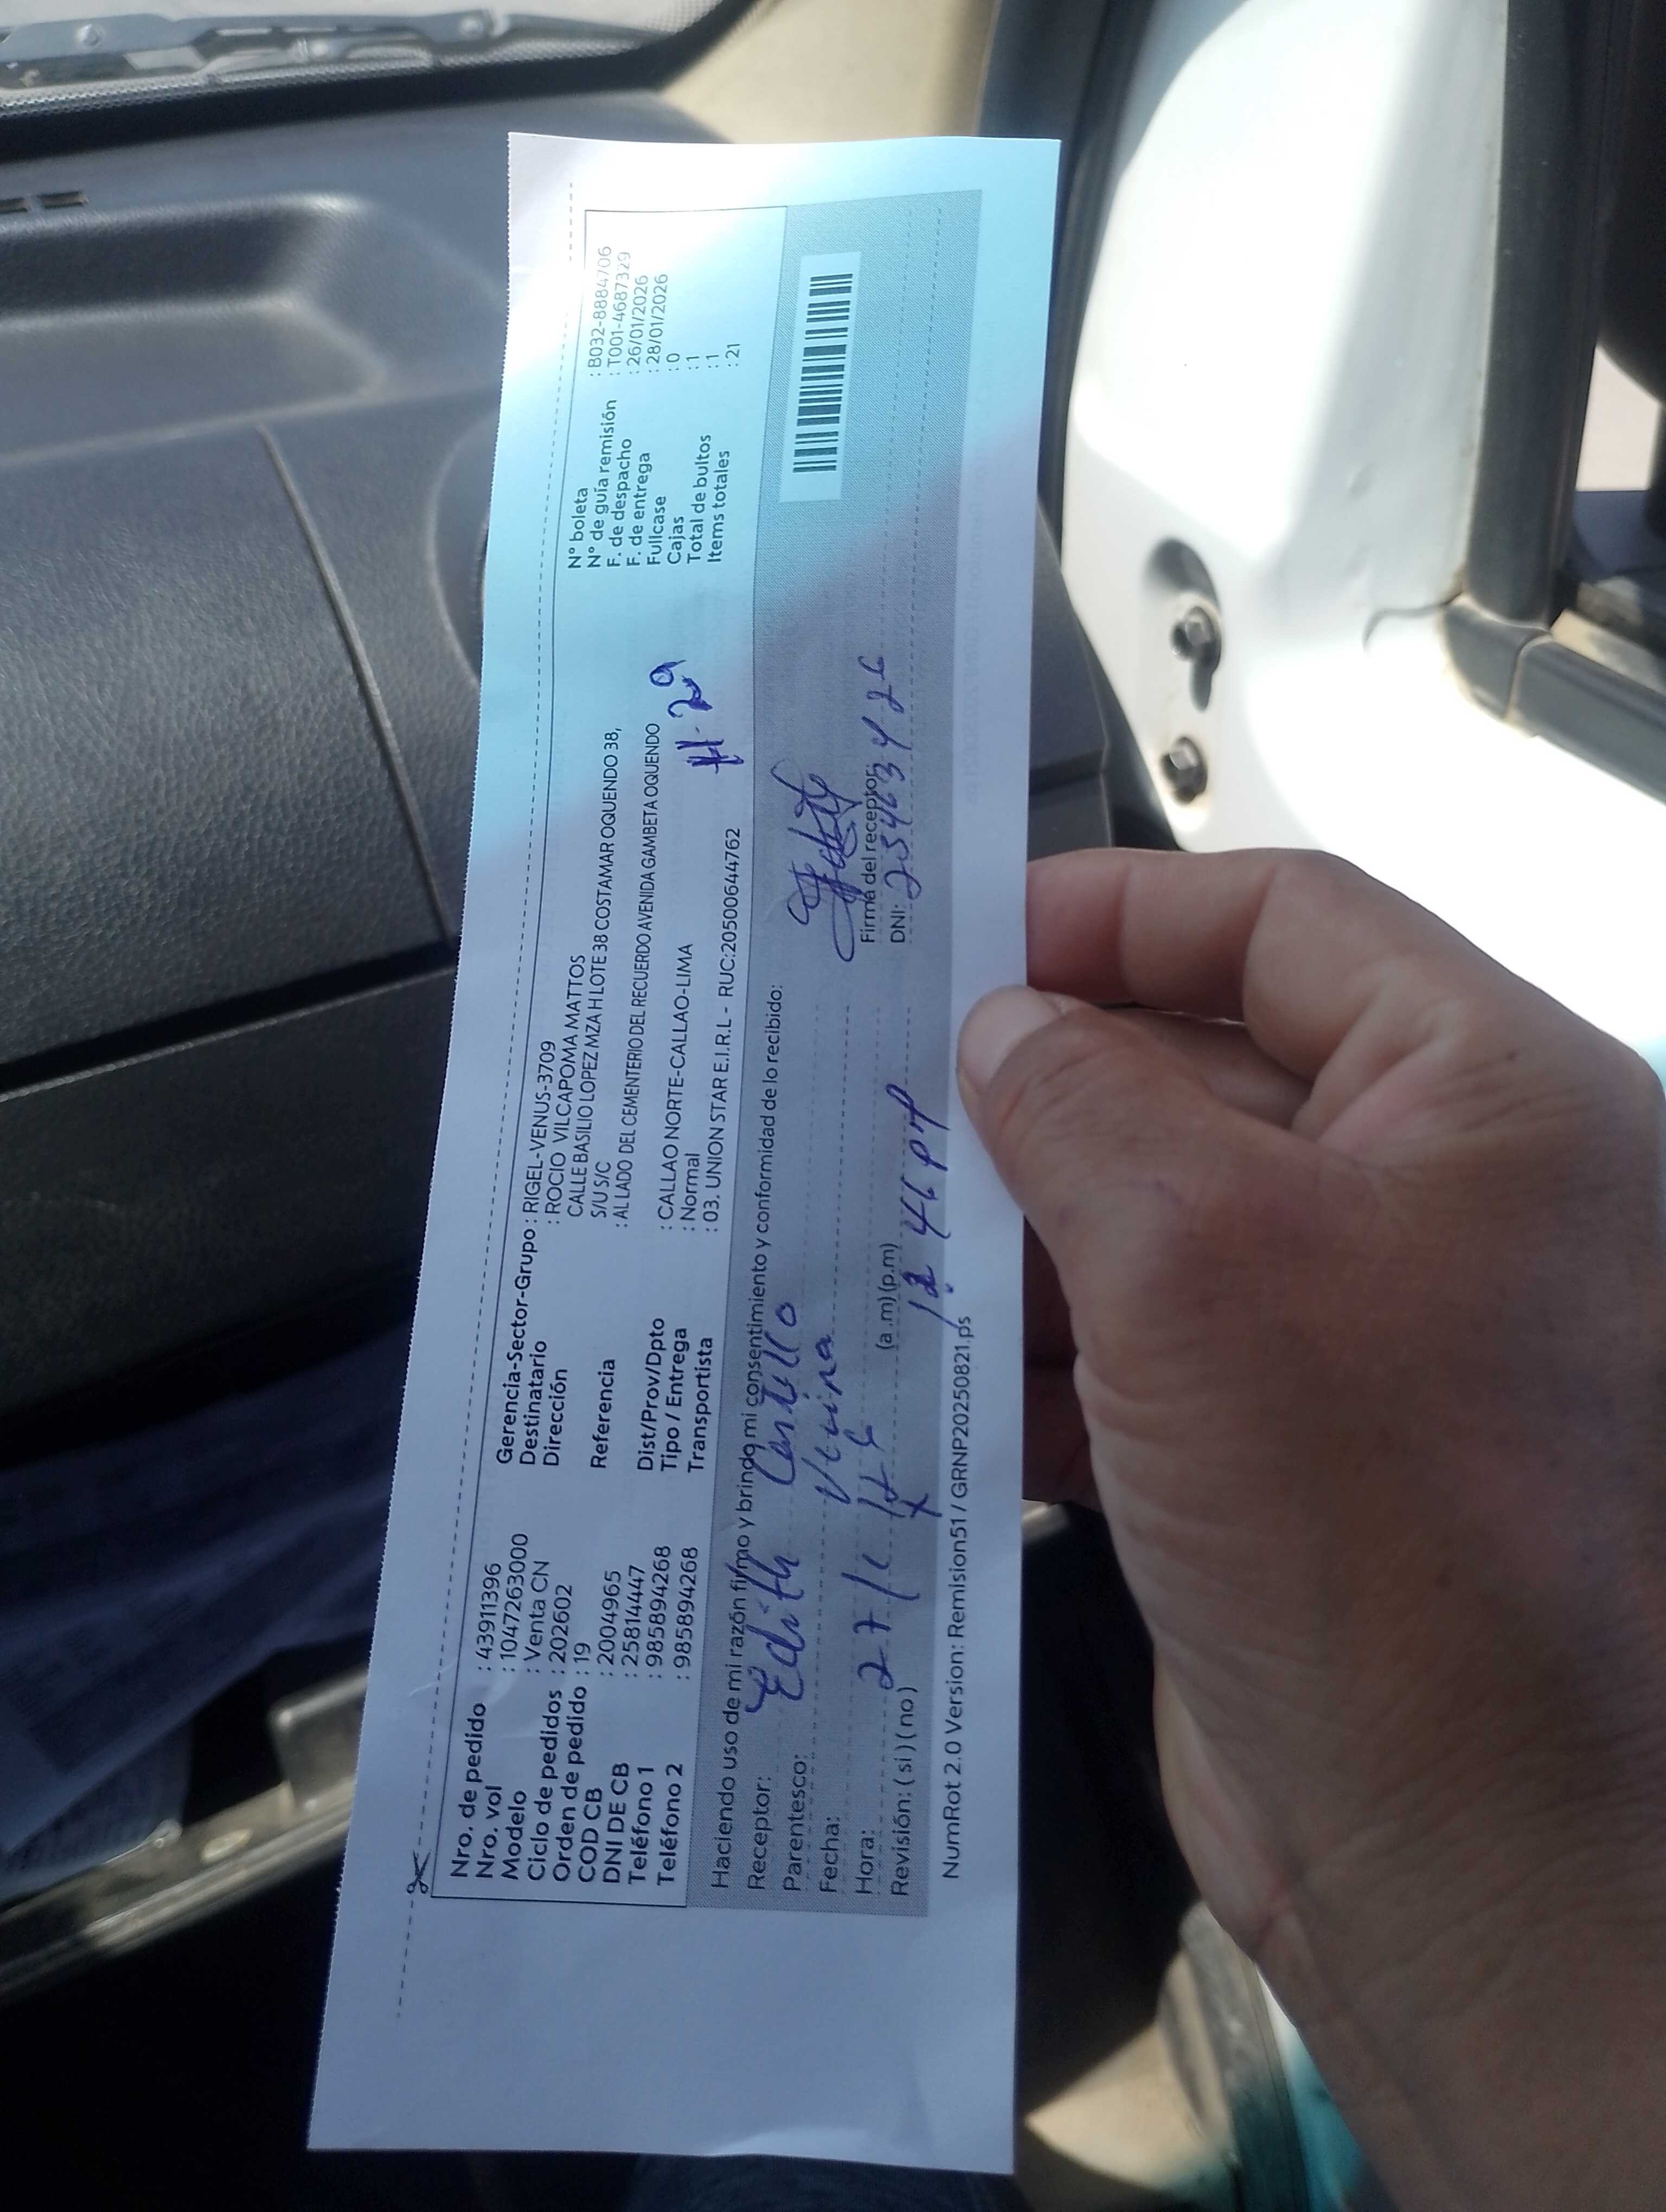 Nro. de pedido : 43911396
Nro. vol : 104726300​0
Modelo : Venta CN
Ciclo de pedidos : 202602
Orden de pedido : 19
COD CB : 2004965
DNI DE CB : 25814447
Teléfono 1 : 985894268
Teléfono 2 : 985894268
Gerencia-Sector-Grupo : RIGEL-VENUS-3709
Destinatario : ROCIO VILCAPOMA MATTOS
Dirección CALLE BASILIO LOPEZ MZA H LOTE 38 COSTAMAR OQUENDO 38,
S/U S/C
Referencia : AL LADO DEL CEMENTERIO DEL RECUERDO AVENIDA GAMBETA OQUENDO
Dist/Prov/Dpto : CALLAO NORTE-CALLAO-LIMA
Tipo / Entrega : Normal
Transportista : 03. UNION STAR E.I.R.L - RUC:20500644762
N° boleta : B032-8884706
N° de guía remisión : T001-4687329
F. de despacho : 26/01/2026
F. de entrega : 28/01/2026
Fullcase : 0
Cajas : 1
Total de bultos : 1
Items totales : 21
Haciendo uso de mi razón firmo y brindo mi consentimiento y conformidad de lo recibido:
Receptor: Edith Castillo
Parentesco: Vecina
Fecha: 27
Hora: (a.m) (p.m) 12 46 pm
Revisión: ( si ) ( no ) x
Firma del receptor:
DNI:
NumRot 2.0 Version: Remision51 / GRNP20250821.ps